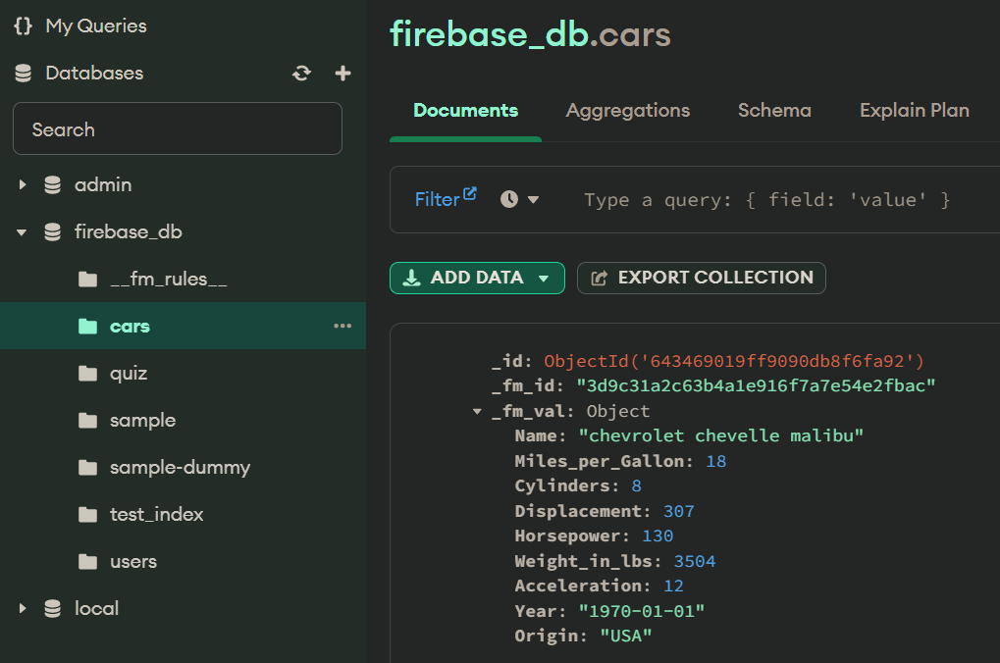 {} My Queries
Databases
Search
admin
firebase_db
__fm_rules__
cars
quiz
sample
sample-dummy
test_index
users
local
firebase_db.cars
Documents Aggregations Schema Explain Plan
Filter Type a query: { field: 'value' }
ADD DATA EXPORT COLLECTION
_id: ObjectId('643469019ff9090db8f6fa92')
_fm_id: "3d9c31a2c63b4a1e916f7a7e54e2fbac"
_fm_val: Object
Name: "chevrolet chevelle malibu"
Miles_per_Gallon: 18
Cylinders: 8
Displacement: 307
Horsepower: 130
Weight_in_lbs: 3504
Acceleration: 12
Year: "1970-01-01"
Origin: "USA"